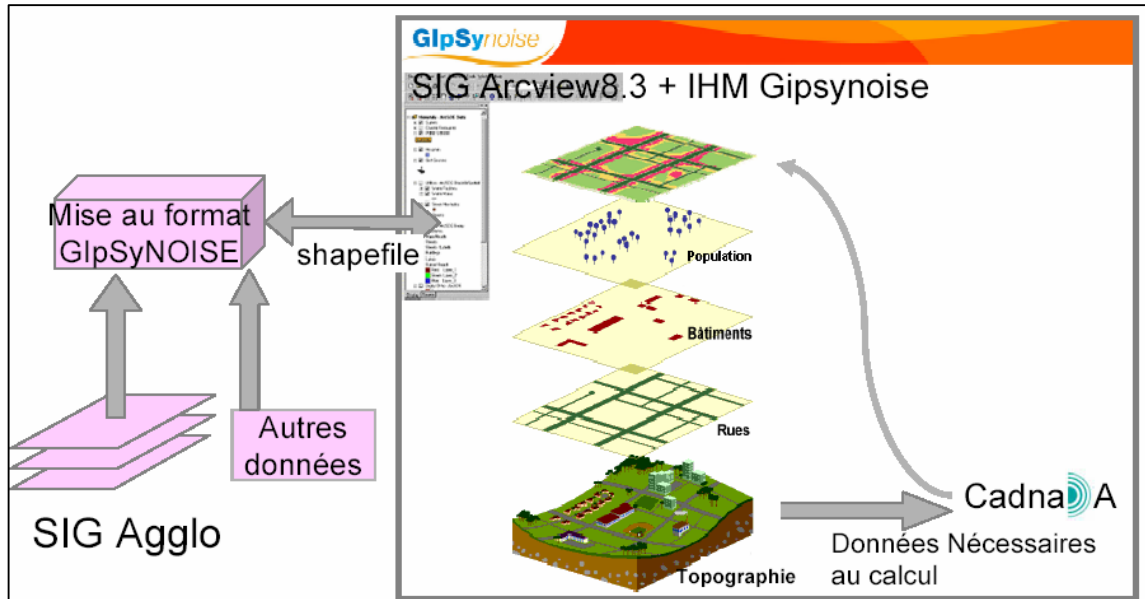 GIpSynoise
SIG Arcview8.3 + IHM Gipsynoise
Mise au format
GIpSyNOISE
shapefile
Population
Bâtiments
Rues
Autres
données
SIG Agglo
Topographie
CadnaA
Données Nécessaires
au calcul